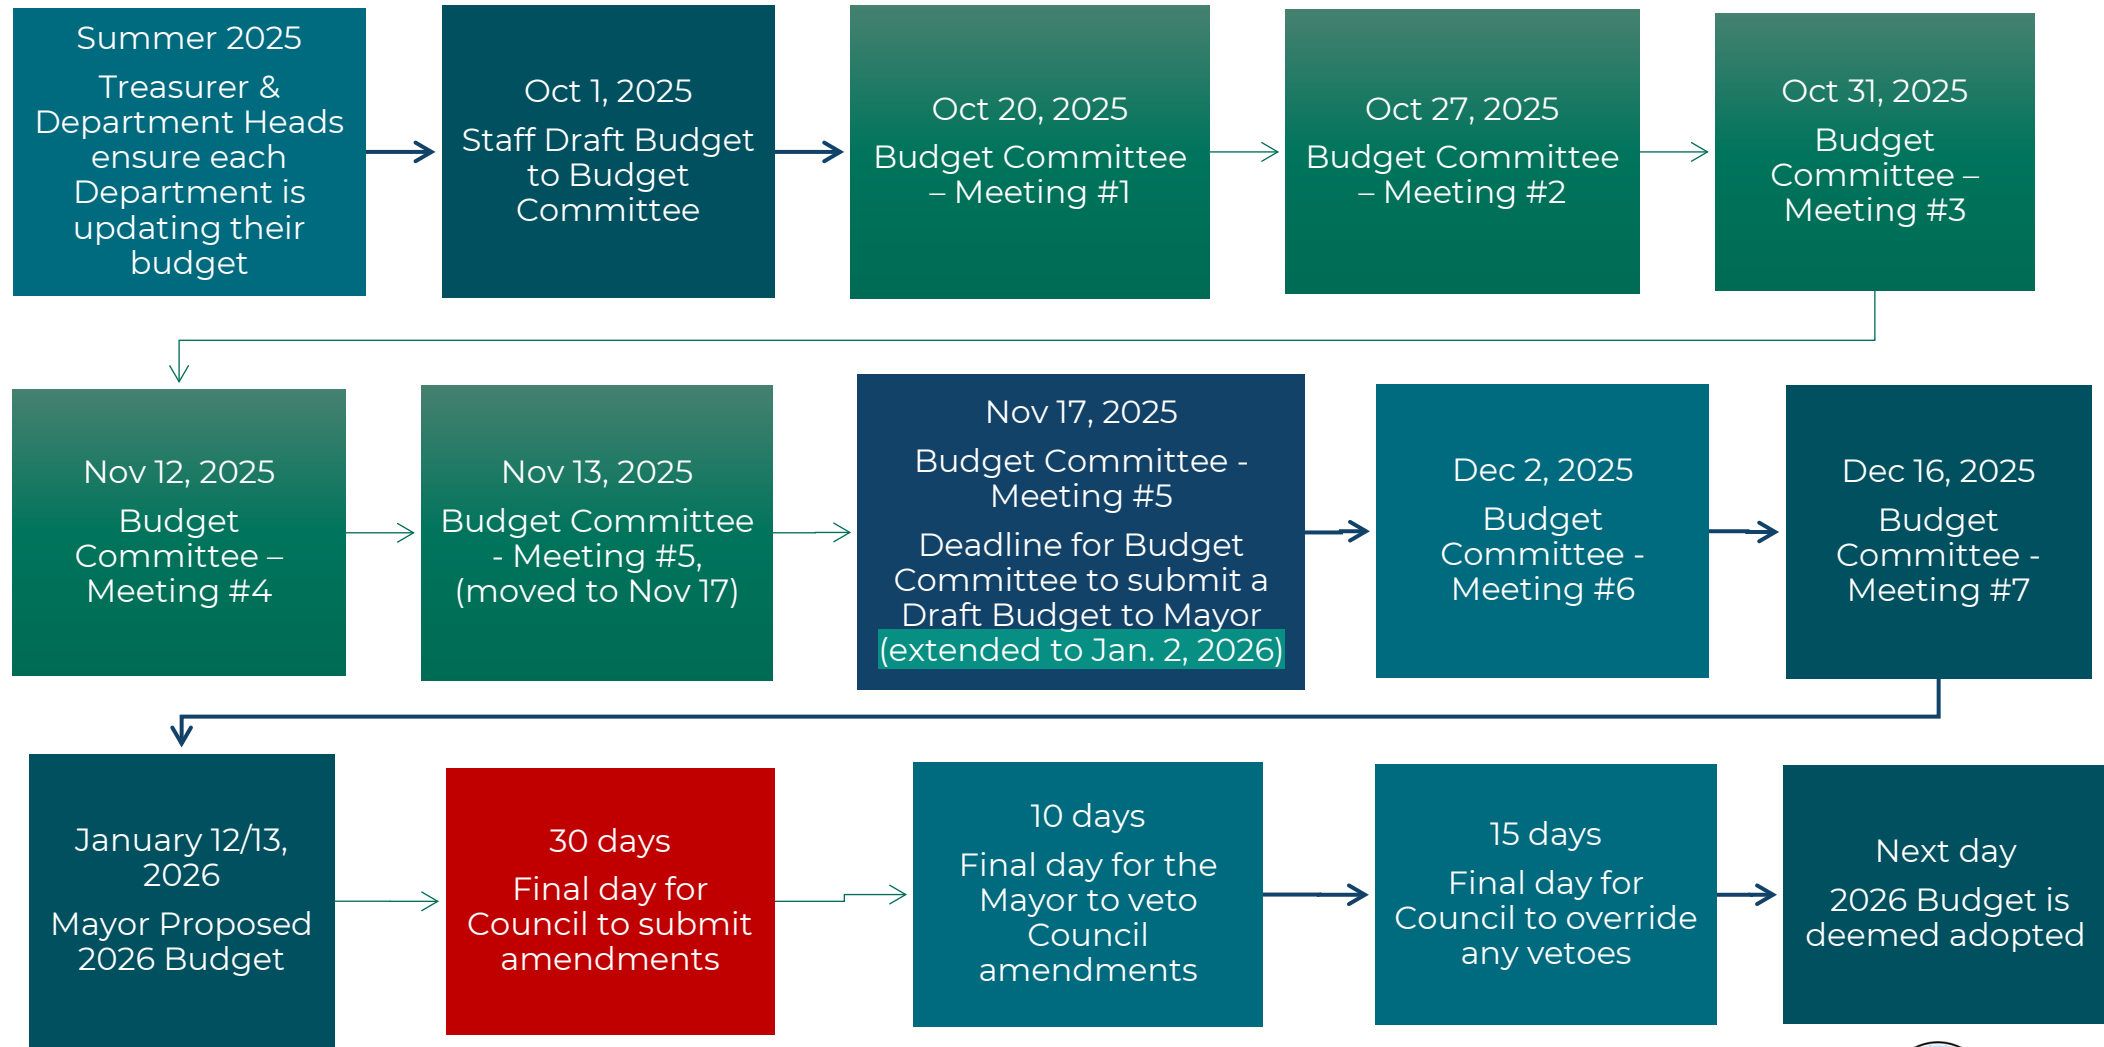 Summer 2025
Treasurer &
Department Heads
ensure each
Department is
updating their
budget
Oct 1, 2025
Staff Draft Budget
to Budget
Committee
Oct 20, 2025
Budget Committee
– Meeting #1
Oct 27, 2025
Budget Committee
– Meeting #2
Oct 31, 2025
Budget
Committee –
Meeting #3
Nov 12, 2025
Budget
Committee –
Meeting #4
Nov 13, 2025
Budget Committee
- Meeting #5,
(moved to Nov 17)
Nov 17, 2025
Budget Committee -
Meeting #5
Deadline for Budget
Committee to submit a
Draft Budget to Mayor
(extended to Jan. 2, 2026)
Dec 2, 2025
Budget
Committee -
Meeting #6
Dec 16, 2025
Budget
Committee -
Meeting #7
January 12/13,
2026
Mayor Proposed
2026 Budget
30 days
Final day for
Council to submit
amendments
10 days
Final day for the
Mayor to veto
Council
amendments
15 days
Final day for
Council to override
any vetoes
Next day
2026 Budget is
deemed adopted